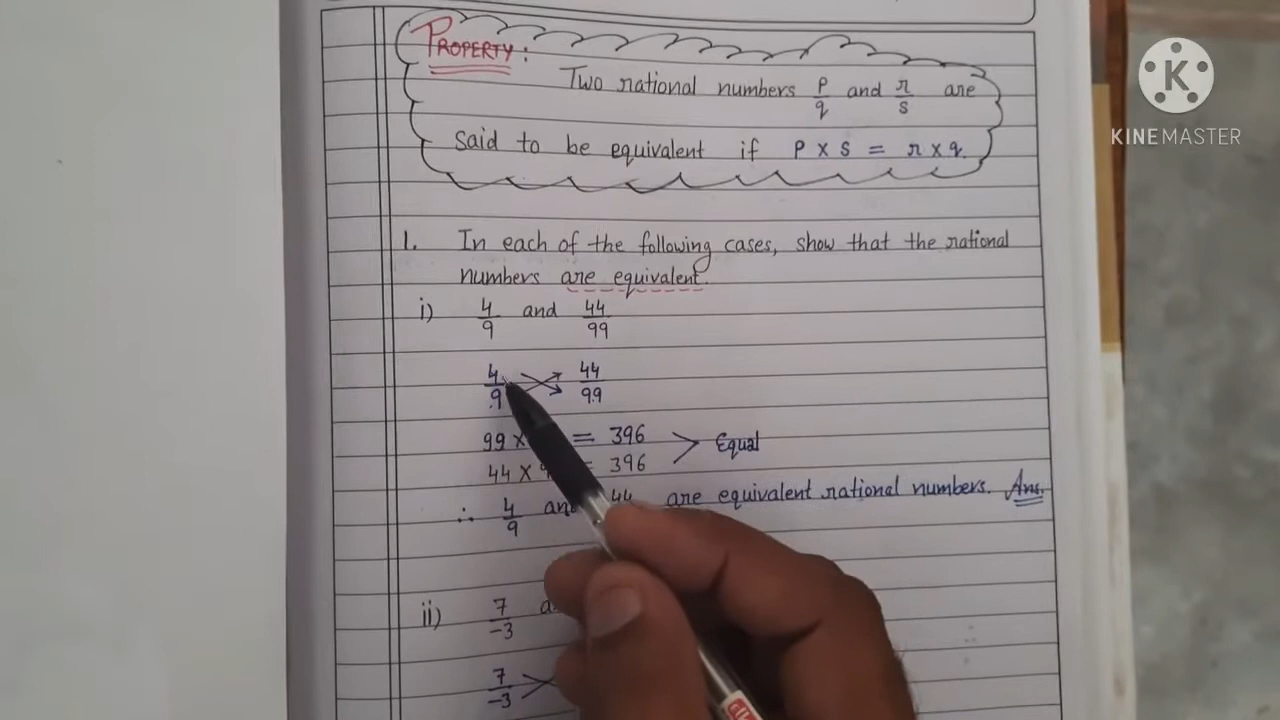 PROPERTY:
Two rational numbers p/q and r/s are
said to be equivalent if p × s = r × q.
1. In each of the following cases, show that the rational
numbers are equivalent.
i) 4/9 and 44/99
4/9 44/99
99 × = 396
44 × = 396
> Equal
∴ 4/9 and 44 are equivalent rational numbers. Ans.
ii) 7/-3
7/-3
K
KINEMASTER